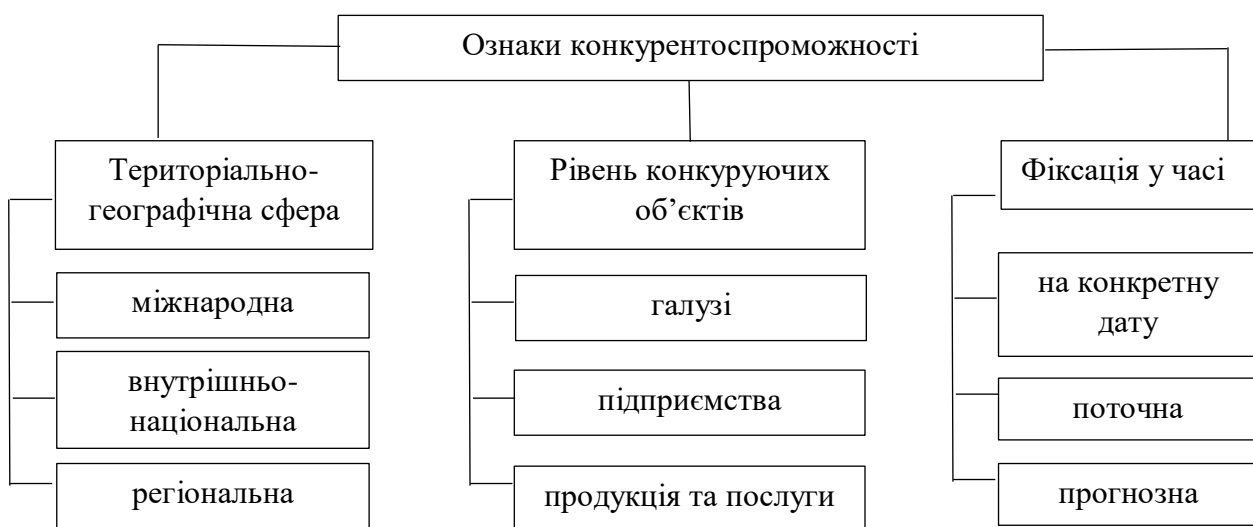 Ознаки конкурентоспроможності
Територіально-
географічна сфера
міжнародна
внутрішньо-
національна
регіональна
Рівень конкуруючих
об’єктів
галузі
підприємства
продукція та послуги
Фіксація у часі
на конкретну
дату
поточна
прогнозна